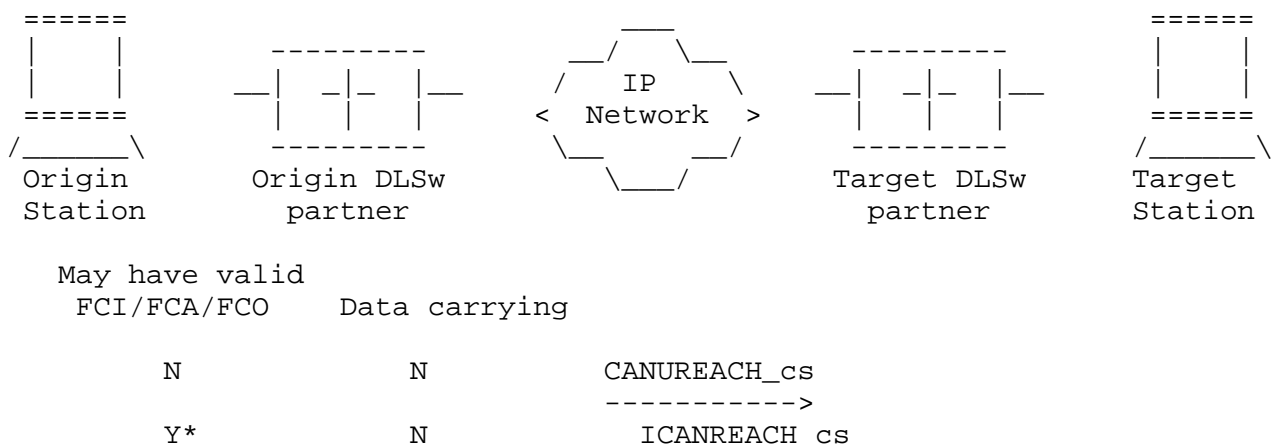 IP
Network
Origin Origin DLSw Target DLSw Target
Station partner partner Station
May have valid
FCI/FCA/FCO Data carrying
N N CANUREACH_cs
----------->
Y* N ICANREACH_cs